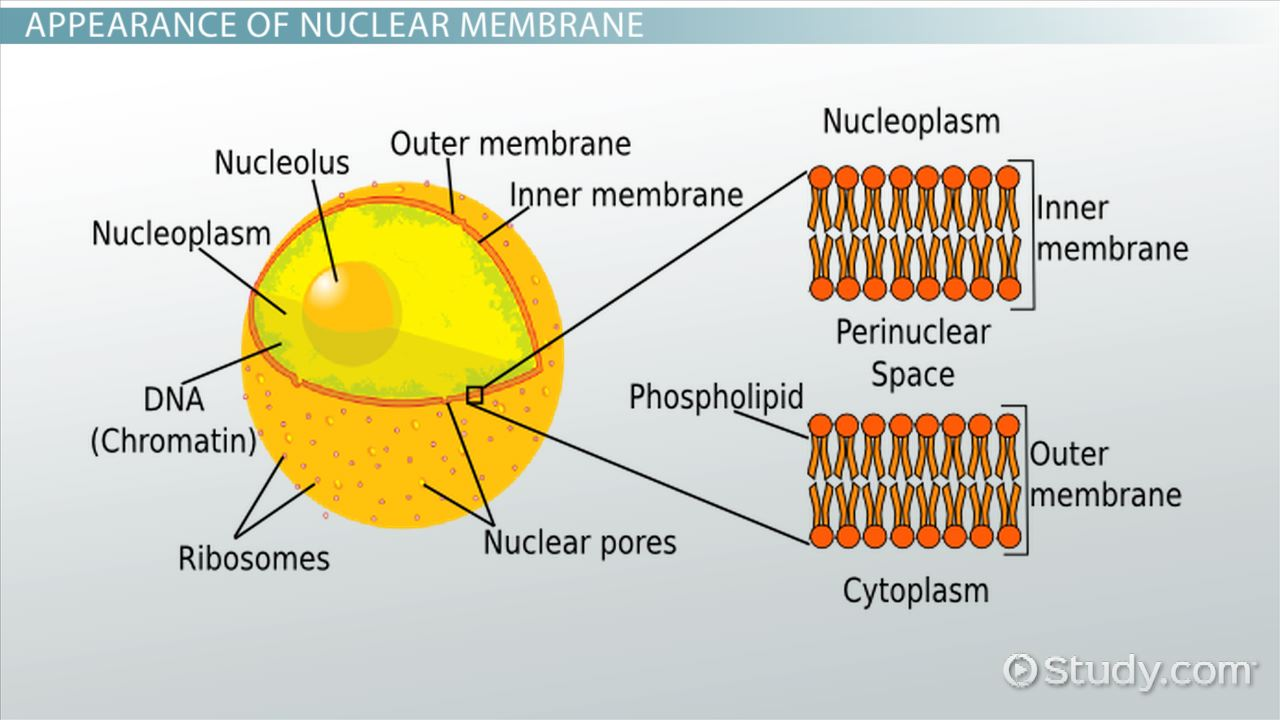 APPEARANCE OF NUCLEAR MEMBRANE
Nucleolus
Outer membrane
Inner membrane
Nucleoplasm
DNA
(Chromatin)
Ribosomes
Nuclear pores
Nucleoplasm
Inner
membrane
Perinuclear
Space
Phospholipid
Outer
membrane
Cytoplasm
Study.com